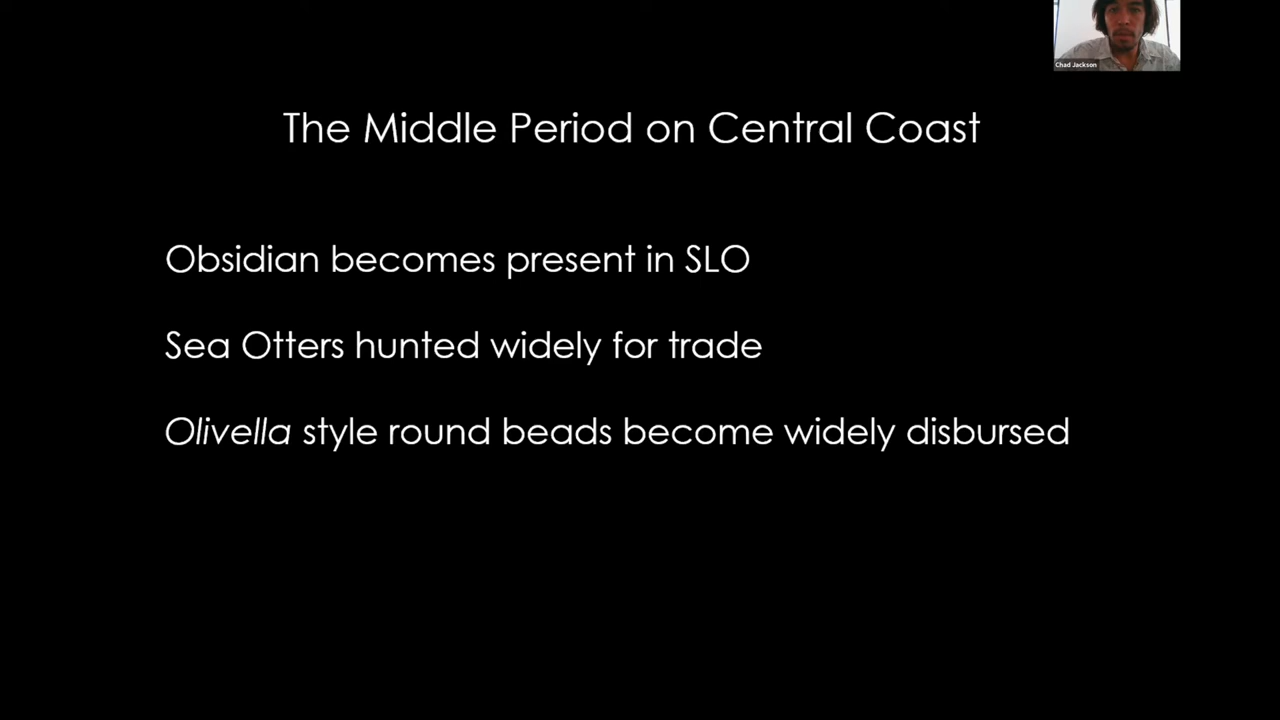 Chad Jackson
The Middle Period on Central Coast
Obsidian becomes present in SLO
Sea Otters hunted widely for trade
Olivella style round beads become widely disbursed